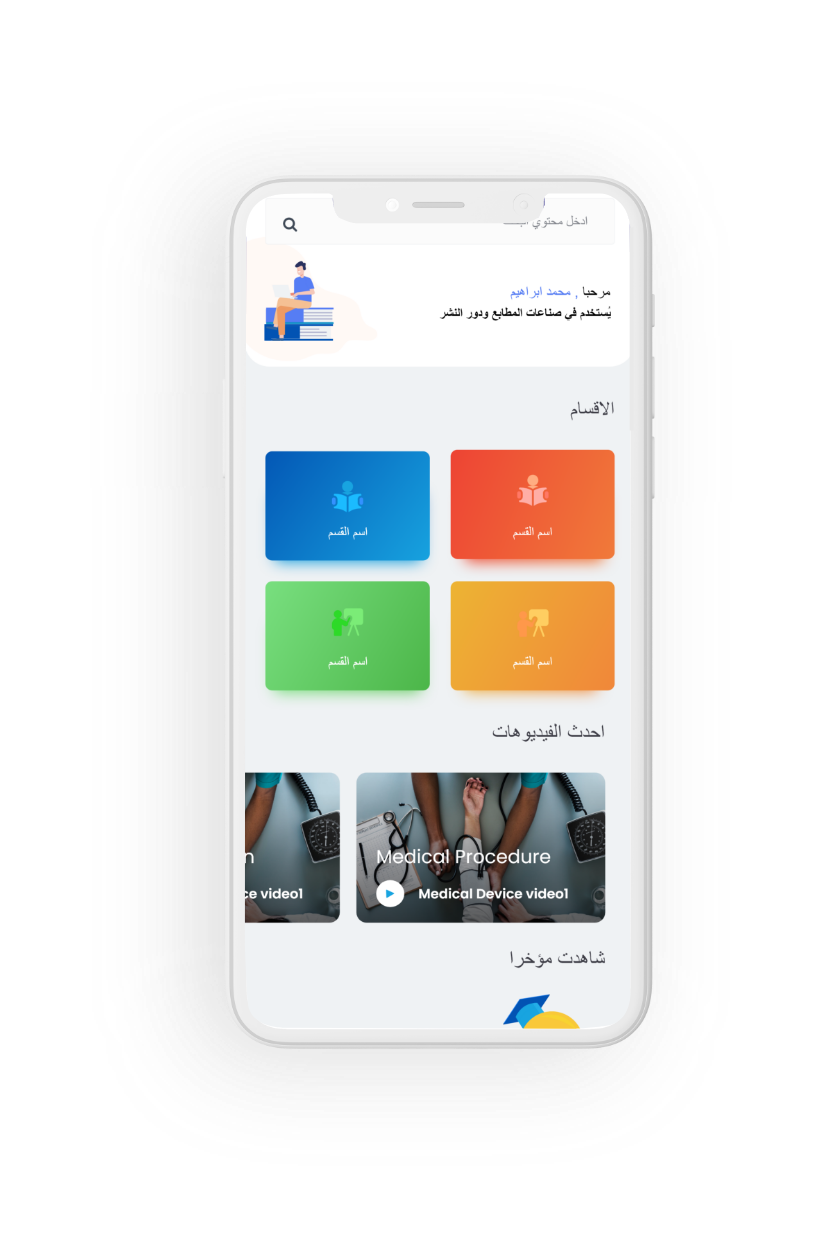 ادخل محتوي
مرحبا , محمد ابراهيم
يُستخدم في صناعات المطابع ودور النشر
الاقسام
اسم القسم
اسم القسم
اسم القسم
اسم القسم
احدث الفيديوهات
Medical Procedure
Medical Device video1
n
ce video1
شاهدت مؤخرا